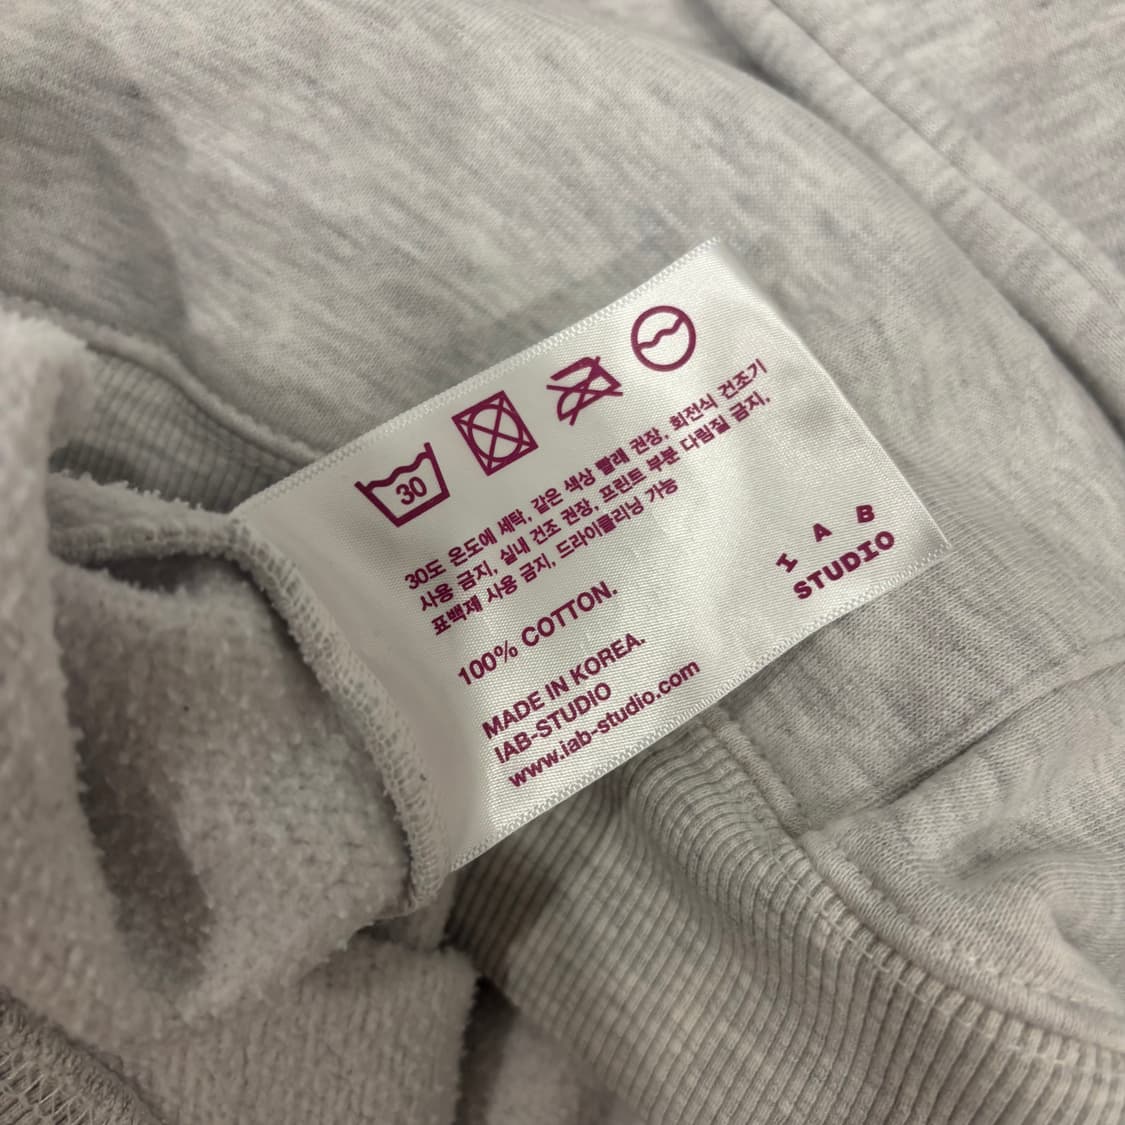 30
30도 온도에 세탁, 같은 색상 빨래 권장, 회전식 건조기
사용 금지, 실내 건조 권장, 프린트 부분 다림질 금지,
표백제 사용 금지, 드라이클리닝 가능
100% COTTON.
MADE IN KOREA.
IAB-STUDIO
www.iab-studio.com
I A B
STUDIO